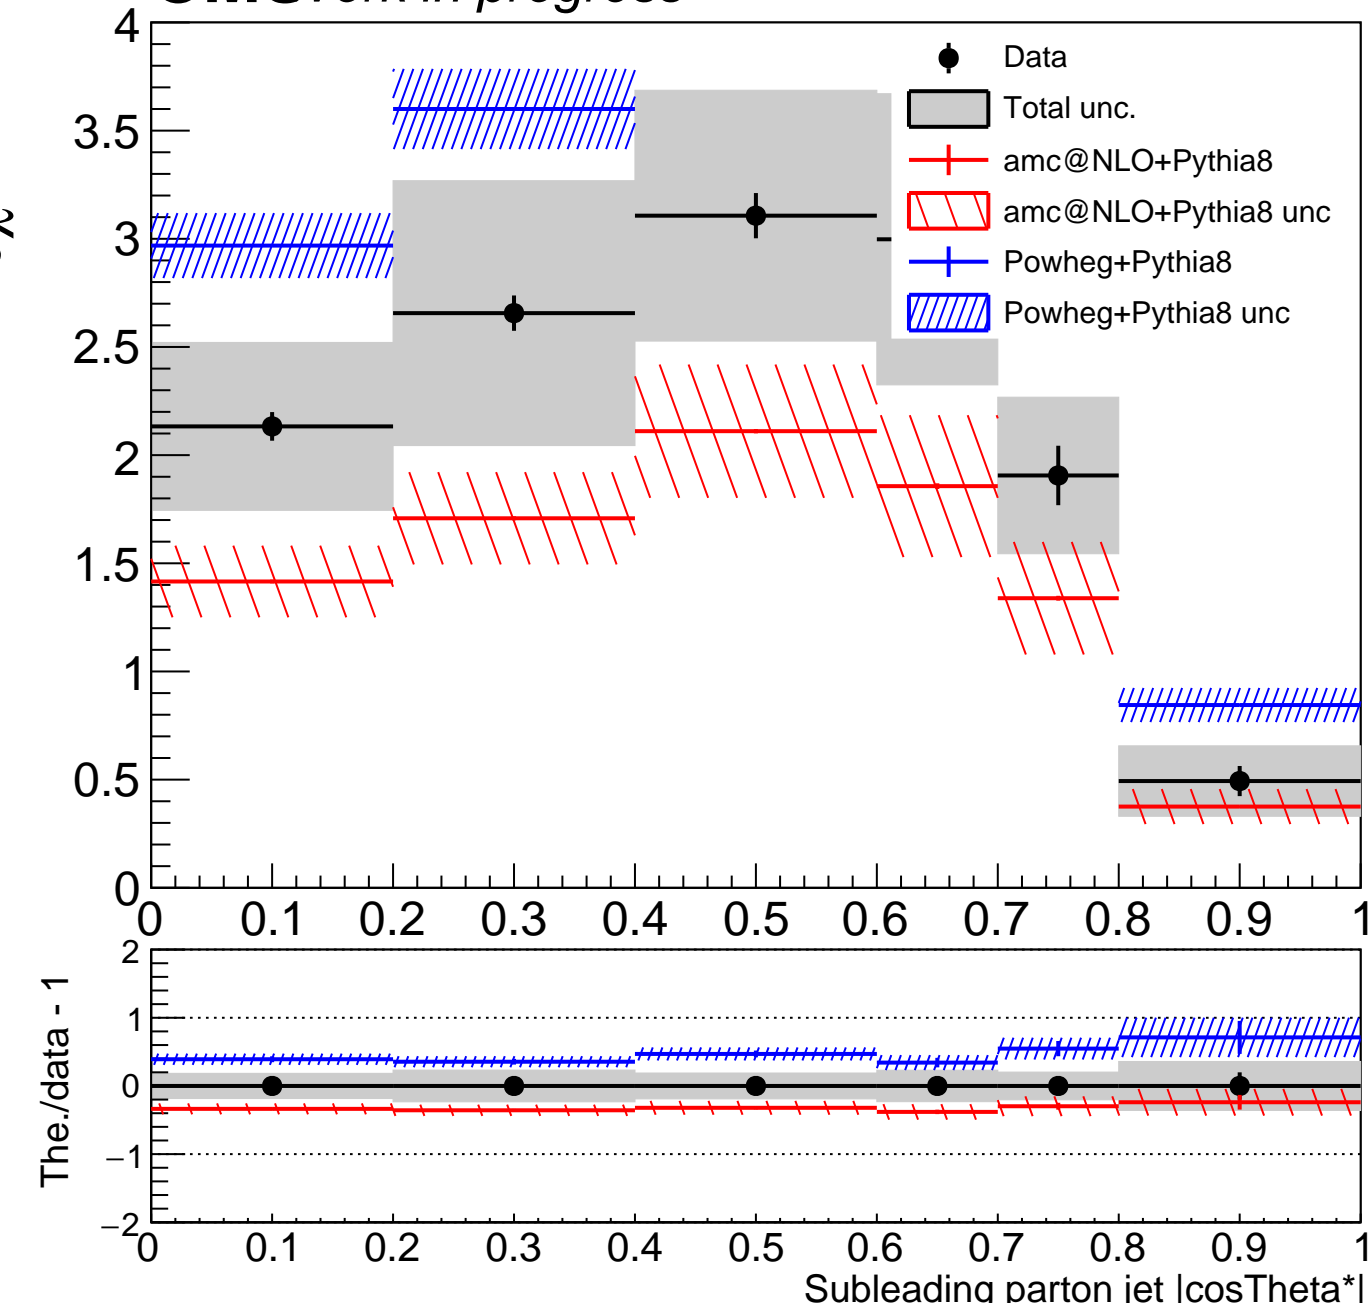 work in progress
4
3.5
3
2.5
2
1.5
1
0.5
0
Data
Total unc.
amc@NLO+Pythia8
amc@NLO+Pythia8 unc
Powheg+Pythia8
Powheg+Pythia8 unc
0 0.1 0.2 0.3 0.4 0.5 0.6 0.7 0.8 0.9 1
The./data - 1
2
1
0
−1
−2
0 0.1 0.2 0.3 0.4 0.5 0.6 0.7 0.8 0.9 1
Subleading parton jet |cosTheta*|